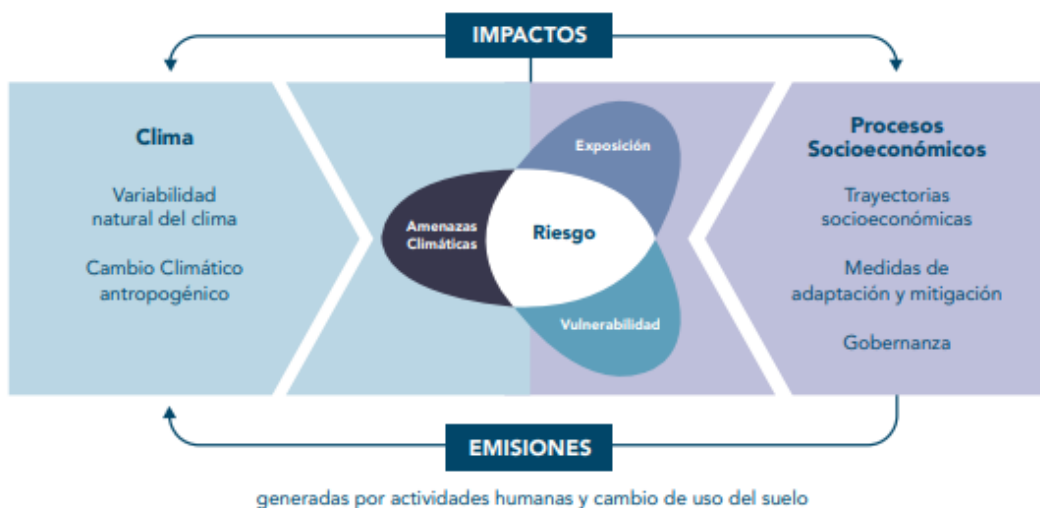 IMPACTOS
Clima
Variabilidad
natural del clima
Cambio Climático
antropogénico
Exposición
Amenazas
Climáticas
Riesgo
Vulnerabilidad
Procesos
Socioeconómicos
Trayectorias
socioeconómicas
Medidas de
adaptación y mitigación
Gobernanza
EMISIONES
generadas por actividades humanas y cambio de uso del suelo